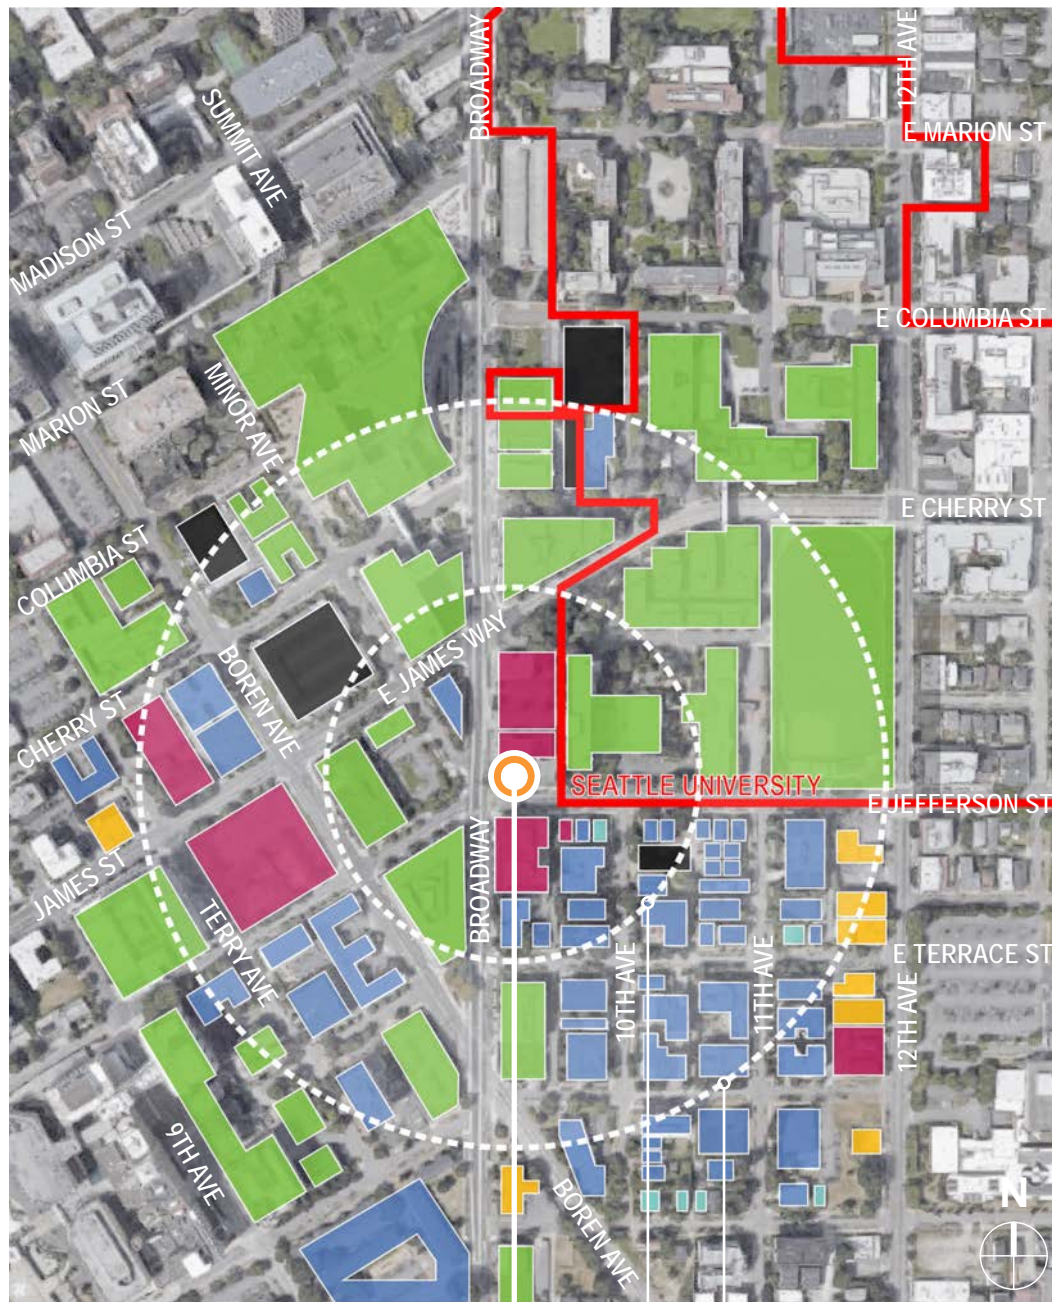 BROADWAY
12TH AVE
SUMMIT AVE
E MARION ST
MADISON ST
E COLUMBIA ST
MARION ST
MINOR AVE
E CHERRY ST
COLUMBIA ST
BOREN AVE
E JAMES WAY
CHERRY ST
SEATTLE UNIVERSITY
E JEFFERSON ST
JAMES ST
BROADWAY
TERRY AVE
10TH AVE
11TH AVE
E TERRACE ST
12TH AVE
9TH AVE
BOREN AVE
N